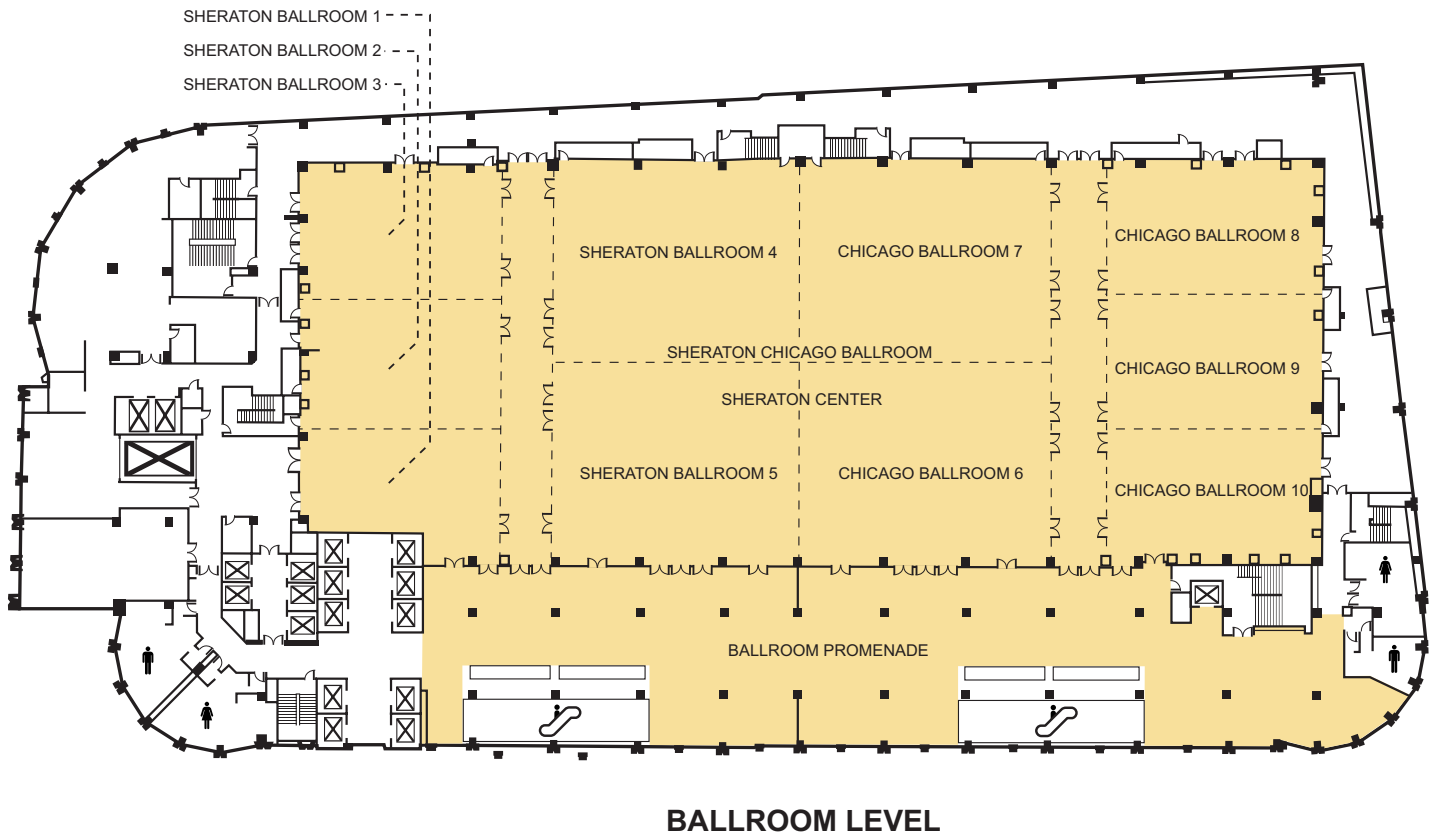 SHERATON BALLROOM 1
SHERATON BALLROOM 2
SHERATON BALLROOM 3
SHERATON BALLROOM 4
CHICAGO BALLROOM 7
CHICAGO BALLROOM 8
SHERATON CHICAGO BALLROOM
CHICAGO BALLROOM 9
SHERATON CENTER
SHERATON BALLROOM 5
CHICAGO BALLROOM 6
CHICAGO BALLROOM 10
BALLROOM PROMENADE
BALLROOM LEVEL